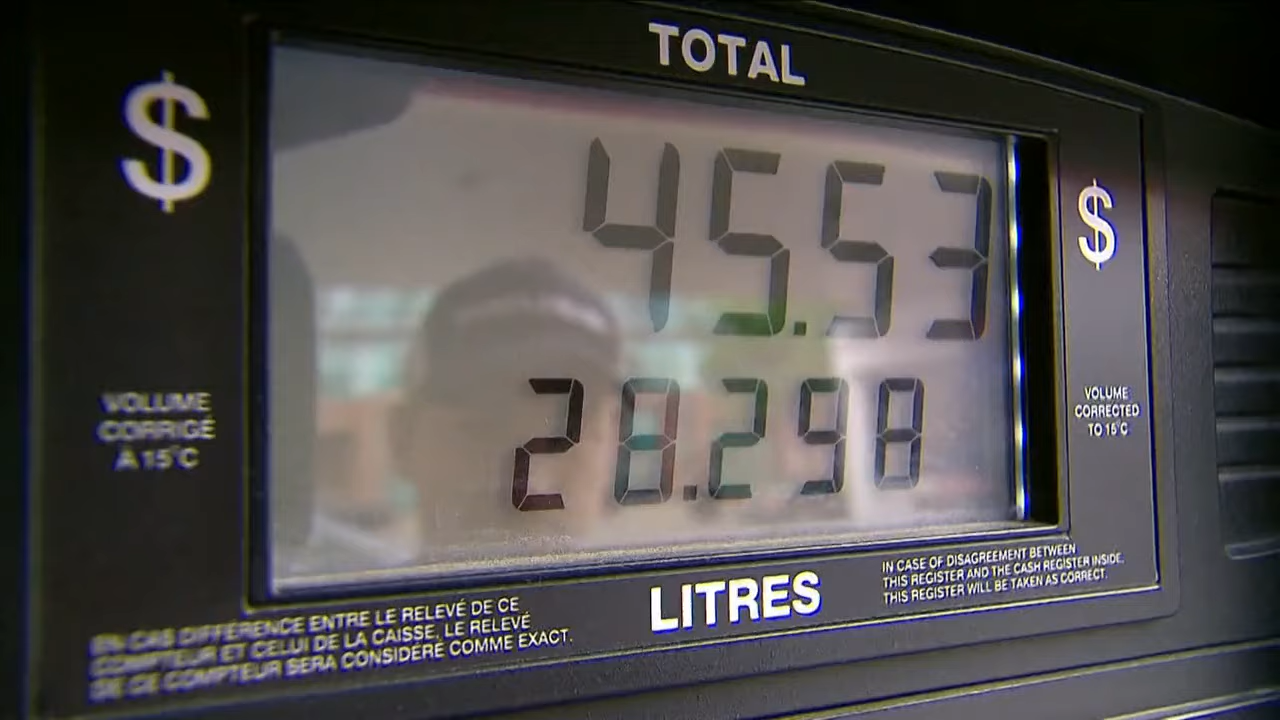 TOTAL
$
45.53
$
28.298
VOLUME
CORRIGÉ
À 15°C
VOLUME
CORRECTED
TO 15°C
LITRES
EN CAS DIFFÉRENCE ENTRE LE RELEVÉ DE CE
COMPTEUR ET CELUI DE LA CAISSE, LE RELEVÉ
DE CE COMPTEUR SERA CONSIDÉRÉ COMME EXACT.
IN CASE OF DISAGREEMENT BETWEEN
THIS REGISTER AND THE CASH REGISTER INSIDE.
THIS REGISTER WILL BE TAKEN AS CORRECT.